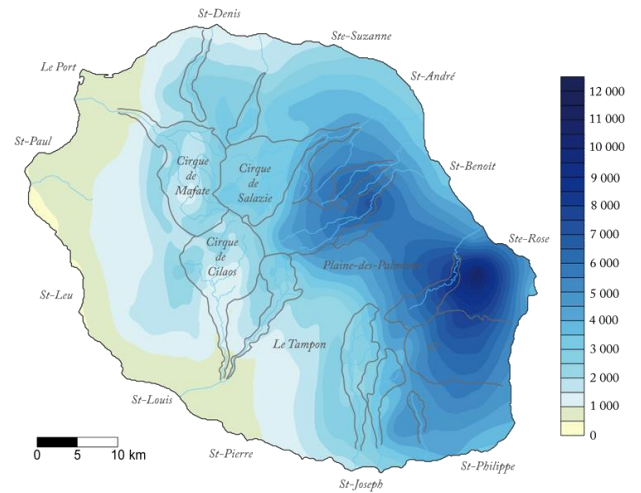 St-Denis
Ste-Suzanne
Le Port
St-André
St-Paul
Cirque
de
Mafate
Cirque
de
Salazie
St-Benoit
Ste-Rose
Cirque
de
Cilaos
Plaine-des-Palmistes
St-Leu
Le Tampon
St-Louis
St-Pierre
St-Joseph
St-Philippe
0 5 10 km
12 000
11 000
10 000
9 000
8 000
7 000
6 000
5 000
4 000
3 000
2 000
1 000
0